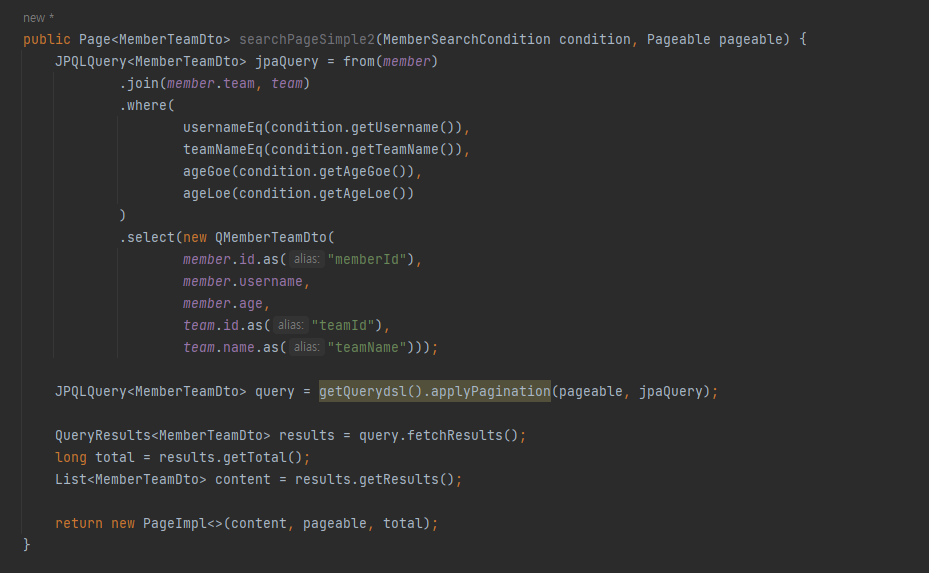 new *
public Page<MemberTeamDto> searchPageSimple2(MemberSearchCondition condition, Pageable pageable) {
    JPQLQuery<MemberTeamDto> jpaQuery = from(member)
            .join(member.team, team)
            .where(
                    usernameEq(condition.getUsername()),
                    teamNameEq(condition.getTeamName()),
                    ageGoe(condition.getAgeGoe()),
                    ageLoe(condition.getAgeLoe())
            )
            .select(new QMemberTeamDto(
                    member.id.as( alias: "memberId"),
                    member.username,
                    member.age,
                    team.id.as( alias: "teamId"),
                    team.name.as( alias: "teamName")));
    JPQLQuery<MemberTeamDto> query = getQuerydsl().applyPagination(pageable, jpaQuery);
    QueryResults<MemberTeamDto> results = query.fetchResults();
    long total = results.getTotal();
    List<MemberTeamDto> content = results.getResults();
    return new PageImpl<>(content, pageable, total);
}